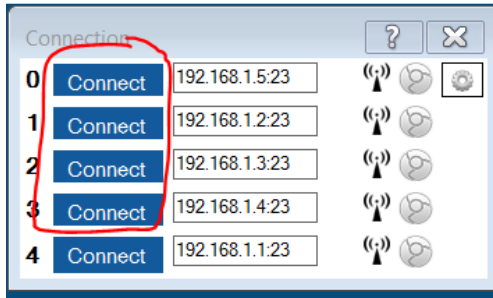 Connection
0 Connect 192.168.1.5:23
1 Connect 192.168.1.2:23
2 Connect 192.168.1.3:23
3 Connect 192.168.1.4:23
4 Connect 192.168.1.1:23